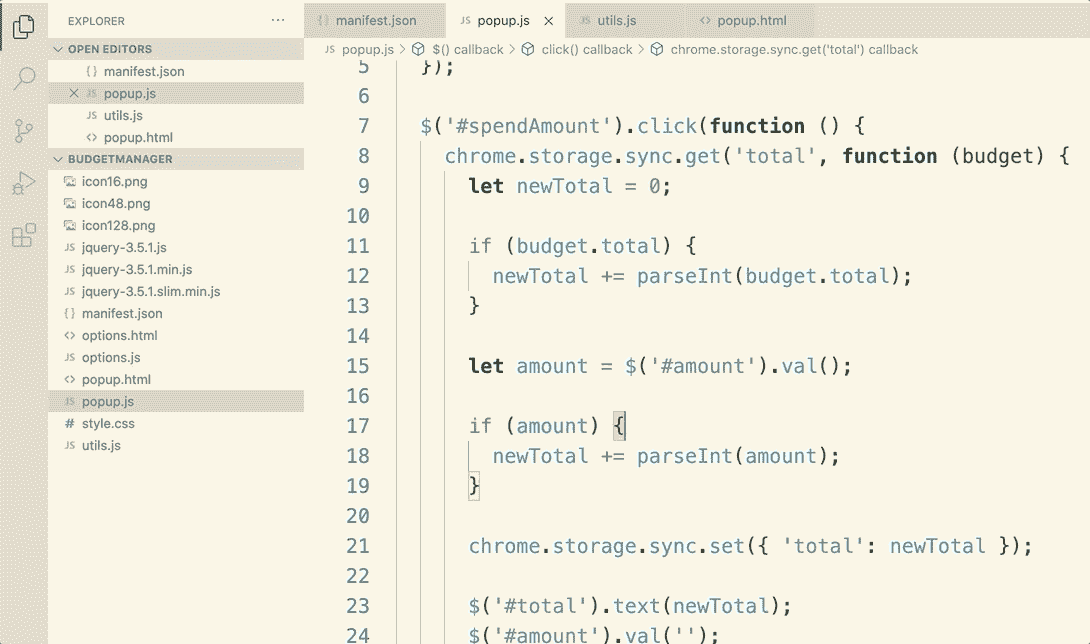 EXPLORER ...
OPEN EDITORS
{} manifest.json
JS popup.js
JS utils.js
<> popup.html
BUDGETMANAGER
icon16.png
icon48.png
icon128.png
JS jquery-3.5.1.js
JS jquery-3.5.1.min.js
JS jquery-3.5.1.slim.min.js
{} manifest.json
<> options.html
JS options.js
<> popup.html
JS popup.js
# style.css
JS utils.js
{} manifest.json JS popup.js JS utils.js <> popup.html
JS popup.js > $() callback > click() callback > chrome.storage.sync.get('total') callback
5 });
6
7 $('#spendAmount').click(function () {
8 chrome.storage.sync.get('total', function (budget) {
9 let newTotal = 0;
10
11 if (budget.total) {
12 newTotal += parseInt(budget.total);
13 }
14
15 let amount = $('#amount').val();
16
17 if (amount) {
18 newTotal += parseInt(amount);
19 }
20
21 chrome.storage.sync.set({ 'total': newTotal });
22
23 $('#total').text(newTotal);
24 $('#amount').val('');